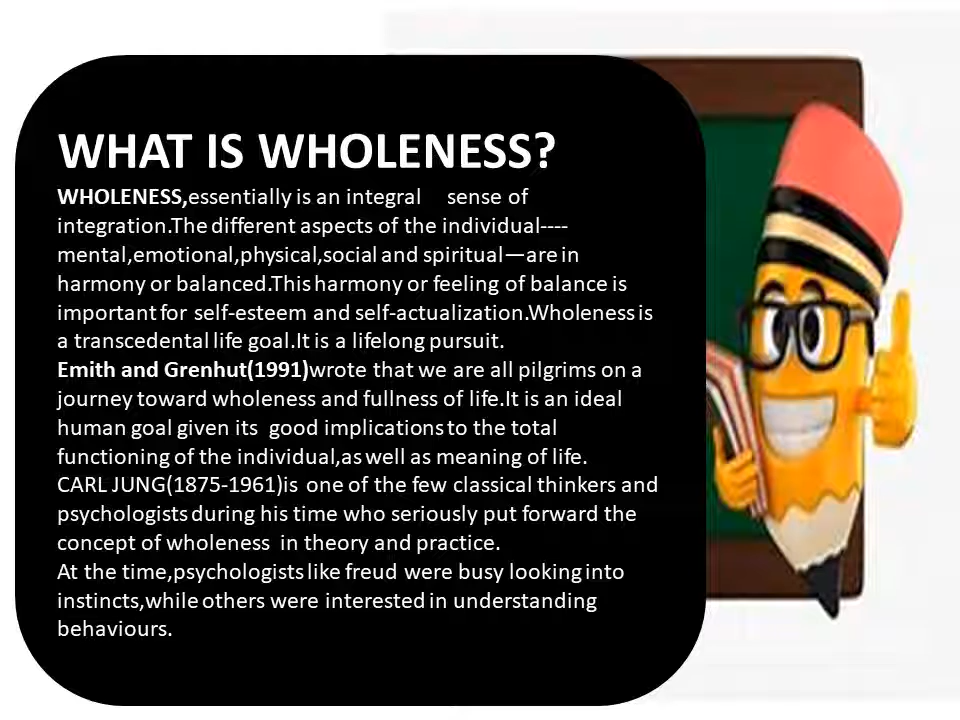 WHAT IS WHOLENESS?
WHOLENESS,essentially is an integral    sense of
integration.The different aspects of the individual----
mental,emotional,physical,social and spiritual—are in
harmony or balanced.This harmony or feeling of balance is
important for self-esteem and self-actualization.Wholeness is
a transcedental life goal.It is a lifelong pursuit.
Emith and Grenhut(1991)wrote that we are all pilgrims on a
journey toward wholeness and fullness of life.It is an ideal
human goal given its  good implications to the total
functioning of the individual,as well as meaning of life.
CARL JUNG(1875-1961)is  one of the few classical thinkers and
psychologists during his time who seriously put forward the
concept of wholeness  in theory and practice.
At the time,psychologists like freud were busy looking into
instincts,while others were interested in understanding
behaviours.